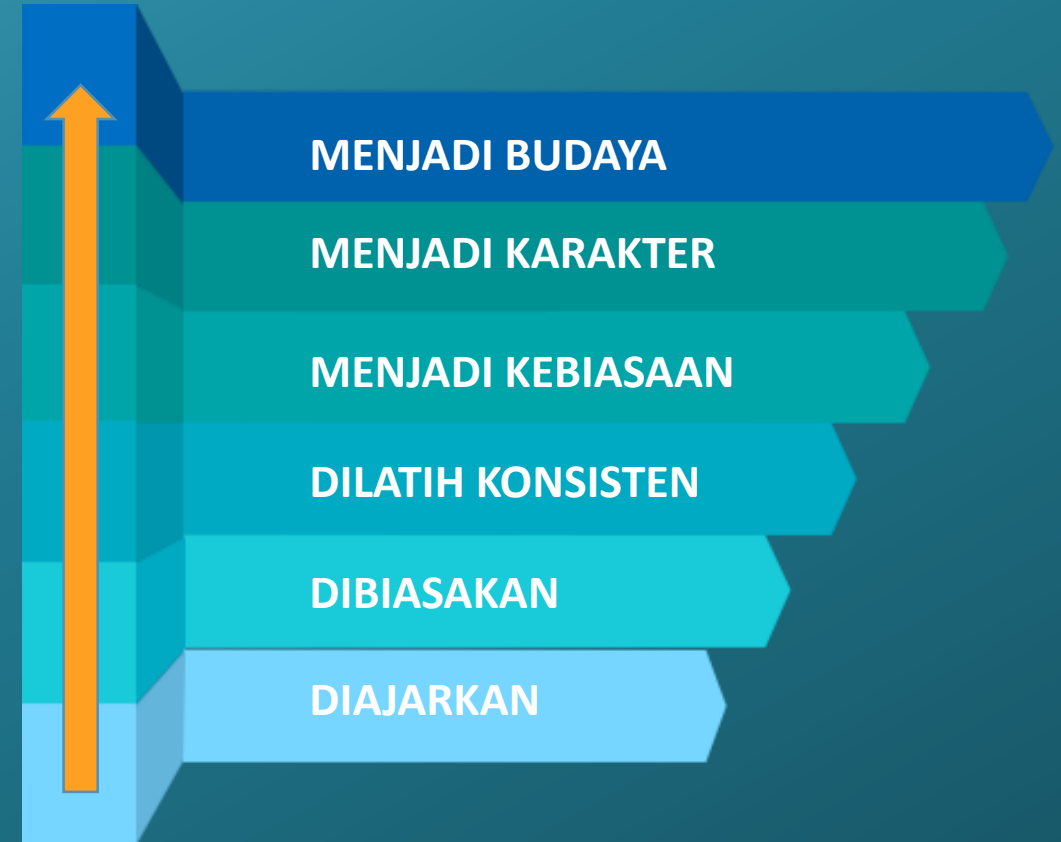 MENJADI BUDAYA
MENJADI KARAKTER
MENJADI KEBIASAAN
DILATIH KONSISTEN
DIBIASAKAN
DIAJARKAN